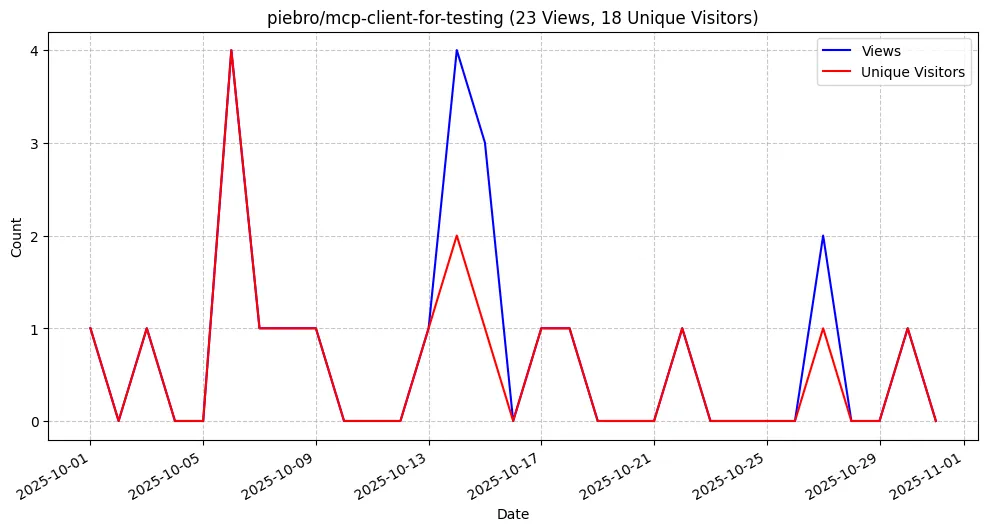 piebro/mcp-client-for-testing (23 Views, 18 Unique Visitors)
Views
Unique Visitors
Count
4
3
2
1
0
2025-10-01
2025-10-05
2025-10-09
2025-10-13
2025-10-17
2025-10-21
2025-10-25
2025-10-29
2025-11-01
Date